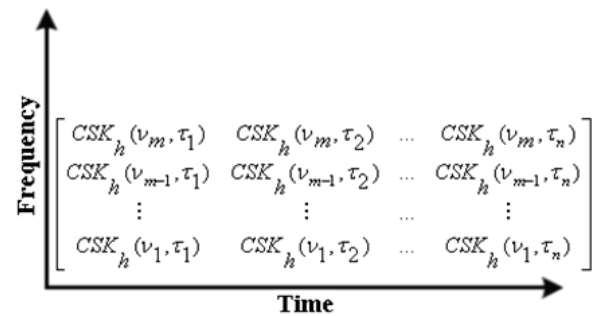 Frequency
CSK_h(ν_m,τ_1) CSK_h(ν_m,τ_2) ... CSK_h(ν_m,τ_n)
CSK_h(ν_{m-1},τ_1) CSK_h(ν_{m-1},τ_2) ... CSK_h(ν_{m-1},τ_n)
⋮ ⋮ ... ⋮
CSK_h(ν_1,τ_1) CSK_h(ν_1,τ_2) ... CSK_h(ν_1,τ_n)
Time